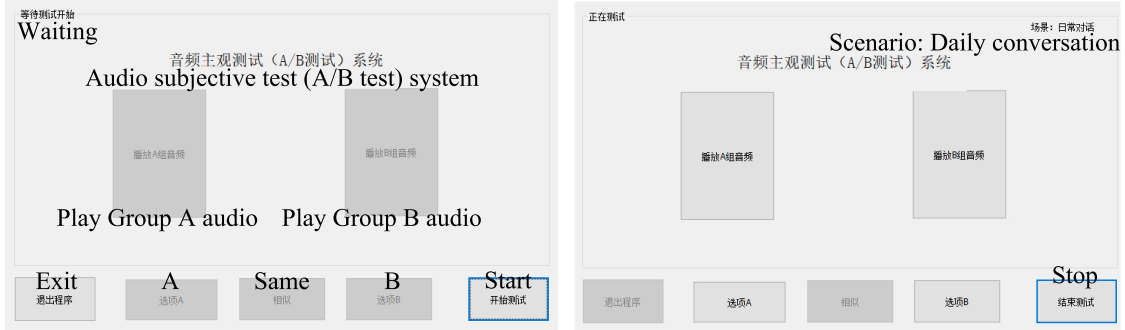 等待测试开始
Waiting
音频主观测试（A/B测试）系统
Audio subjective test (A/B test) system
播放A组音频
播放B组音频
Play Group A audio
Play Group B audio
Exit
A
Same
B
Start
退出程序
选项A
相似
选项B
开始测试
正在测试
场景：日常对话
Scenario: Daily conversation
音频主观测试（A/B测试）系统
播放A组音频
播放B组音频
Stop
退出程序
选项A
相似
选项B
结束测试